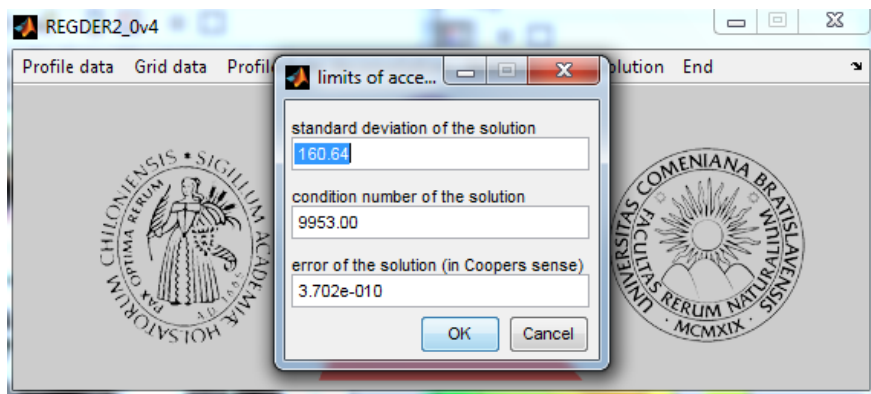 REGDER2_0v4
Profile data Grid data Profil olution End
limits of acce...
standard deviation of the solution
160.64
condition number of the solution
9953.00
error of the solution (in Coopers sense)
3.702e-010
OK Cancel
SIGILLUM ACADEMIÆ HOLSATORUM CHILONIENSIS
PAX OPTIMA RERUM
UNIVERSITAS COMENIANA BRATISLAVENSIS
FACULTAS RERUM NATURALIUM
MCMXIX